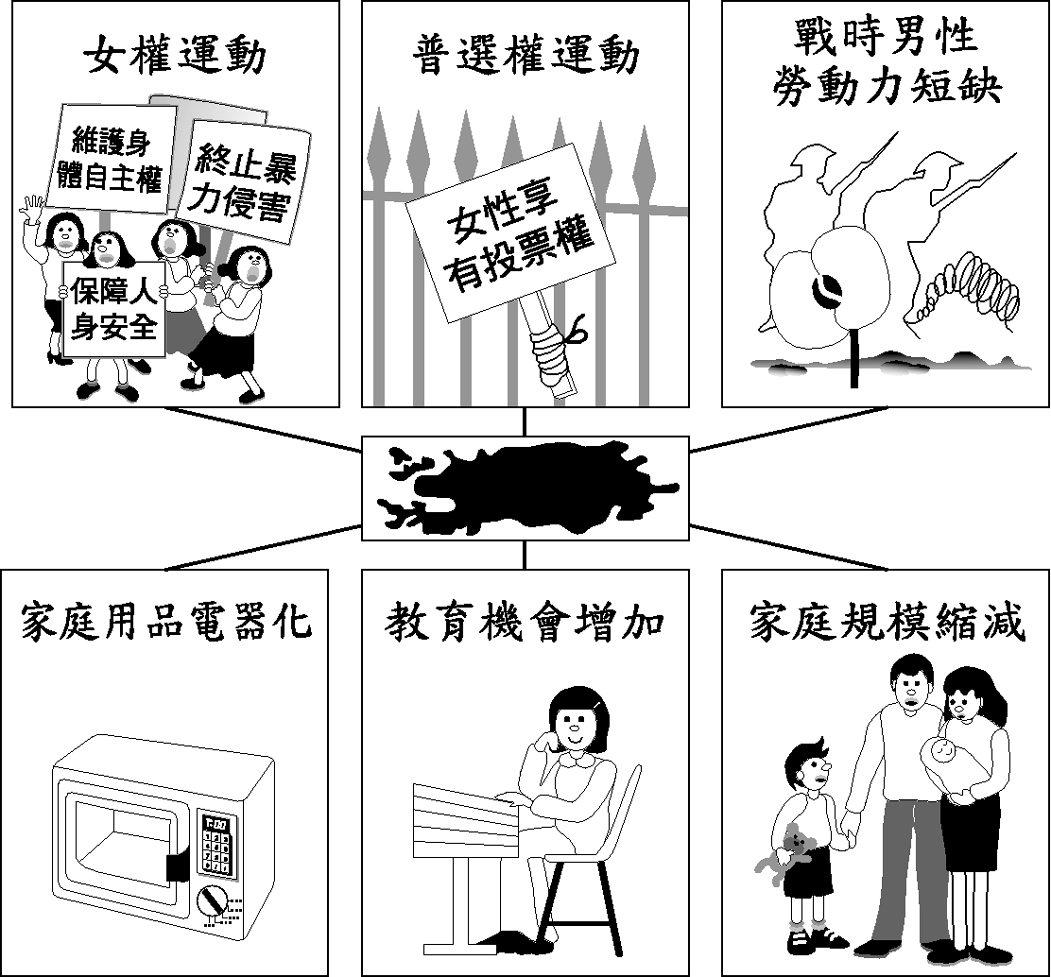 女權運動
維護身
體自主權
終止暴
力侵害
保障人
身安全
普選權運動
女性享
有投票權
戰時男性
勞動力短缺
家庭用品電器化
教育機會增加
家庭規模縮減